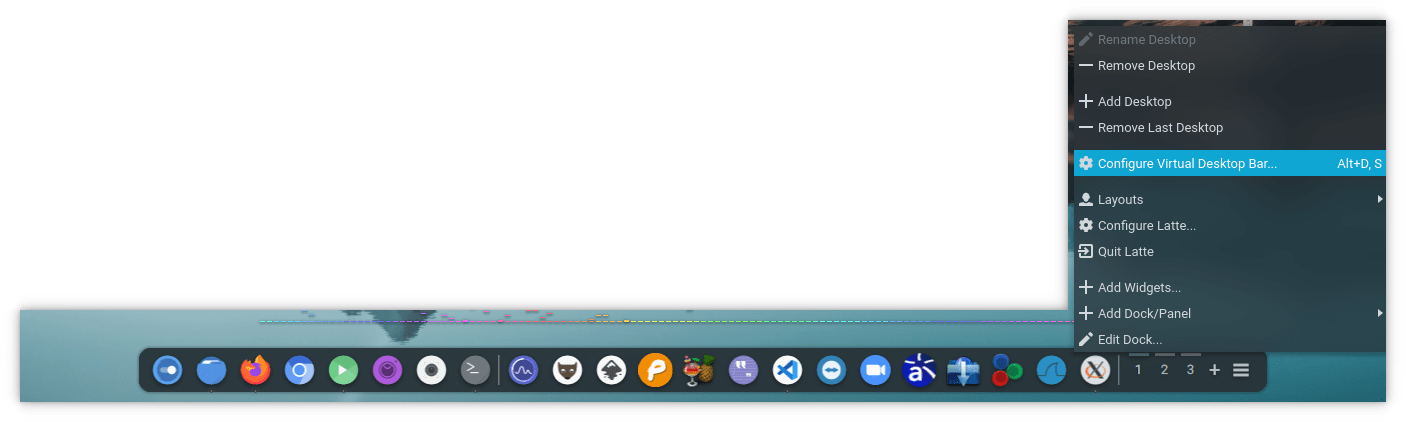 Rename Desktop
Remove Desktop
Add Desktop
Remove Last Desktop
Configure Virtual Desktop Bar... Alt+D, S
Layouts
Configure Latte...
Quit Latte
Add Widgets...
Add Dock/Panel
Edit Dock...
1 2 3 +